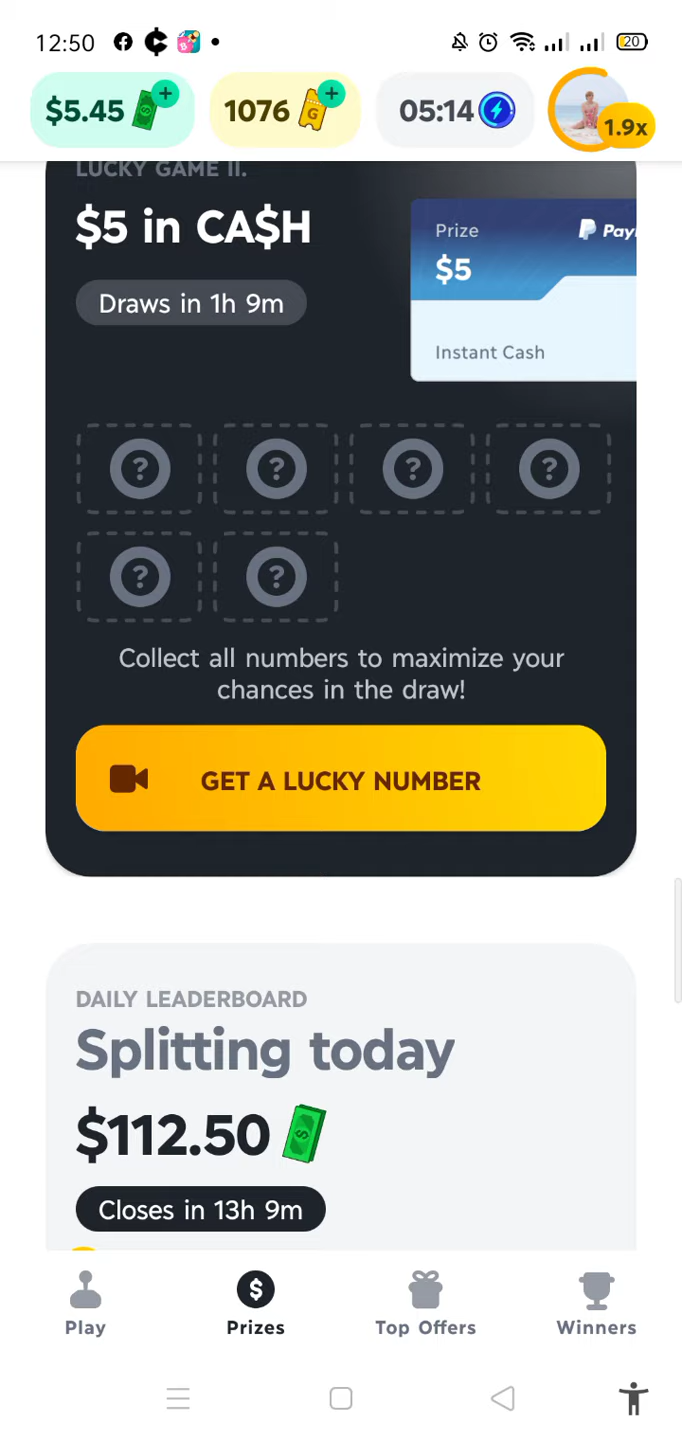 12:50
20
$5.45
1076
05:14
1.9x
LUCKY GAME II.
$5 in CA$H
Draws in 1h 9m
Prize
$5
Instant Cash
Collect all numbers to maximize your
chances in the draw!
GET A LUCKY NUMBER
DAILY LEADERBOARD
Splitting today
$112.50
Closes in 13h 9m
Play
Prizes
Top Offers
Winners